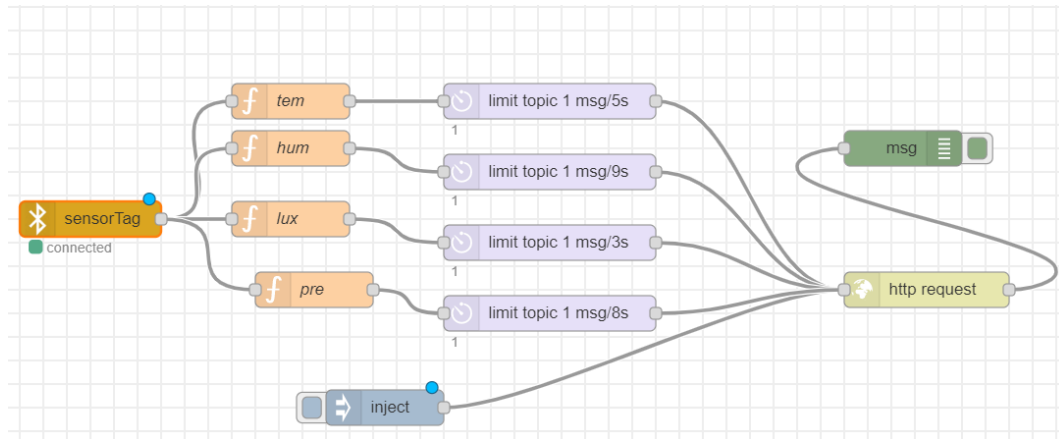 tem
limit topic 1 msg/5s
1
hum
msg
limit topic 1 msg/9s
1
sensorTag
connected
lux
limit topic 1 msg/3s
1
pre
http request
limit topic 1 msg/8s
1
inject